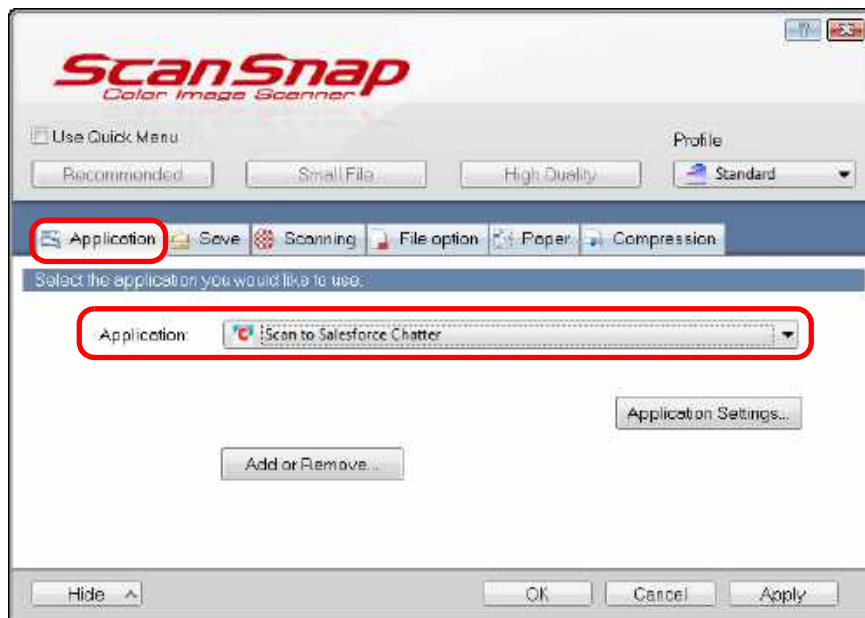 ScanSnap
Color Image Scanner
Use Quick Menu
Profile
Recommended Small File High Quality Standard
Application Save Scanning File option Paper Compression
Select the application you would like to use.
Application: Scan to Salesforce Chatter
Application Settings...
Add or Remove...
Hide OK Cancel Apply